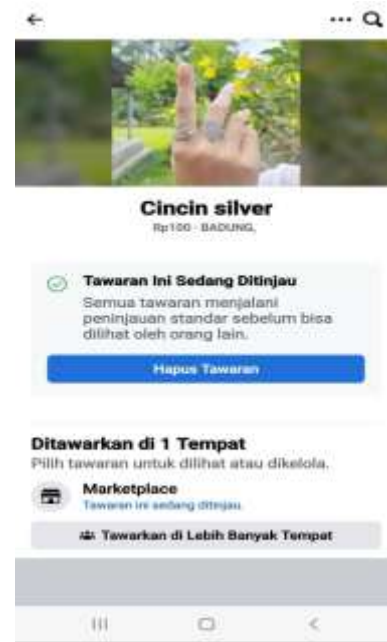 Cincin silver
Rp100 - BADUNG,
Tawaran Ini Sedang Ditinjau
Semua tawaran menjalani
peninjauan standar sebelum bisa
dilihat oleh orang lain.
Hapus Tawaran
Ditawarkan di 1 Tempat
Pilih tawaran untuk dilihat atau dikelola.
Marketplace
Tawaran ini sedang ditinjau.
Tawarkan di Lebih Banyak Tempat